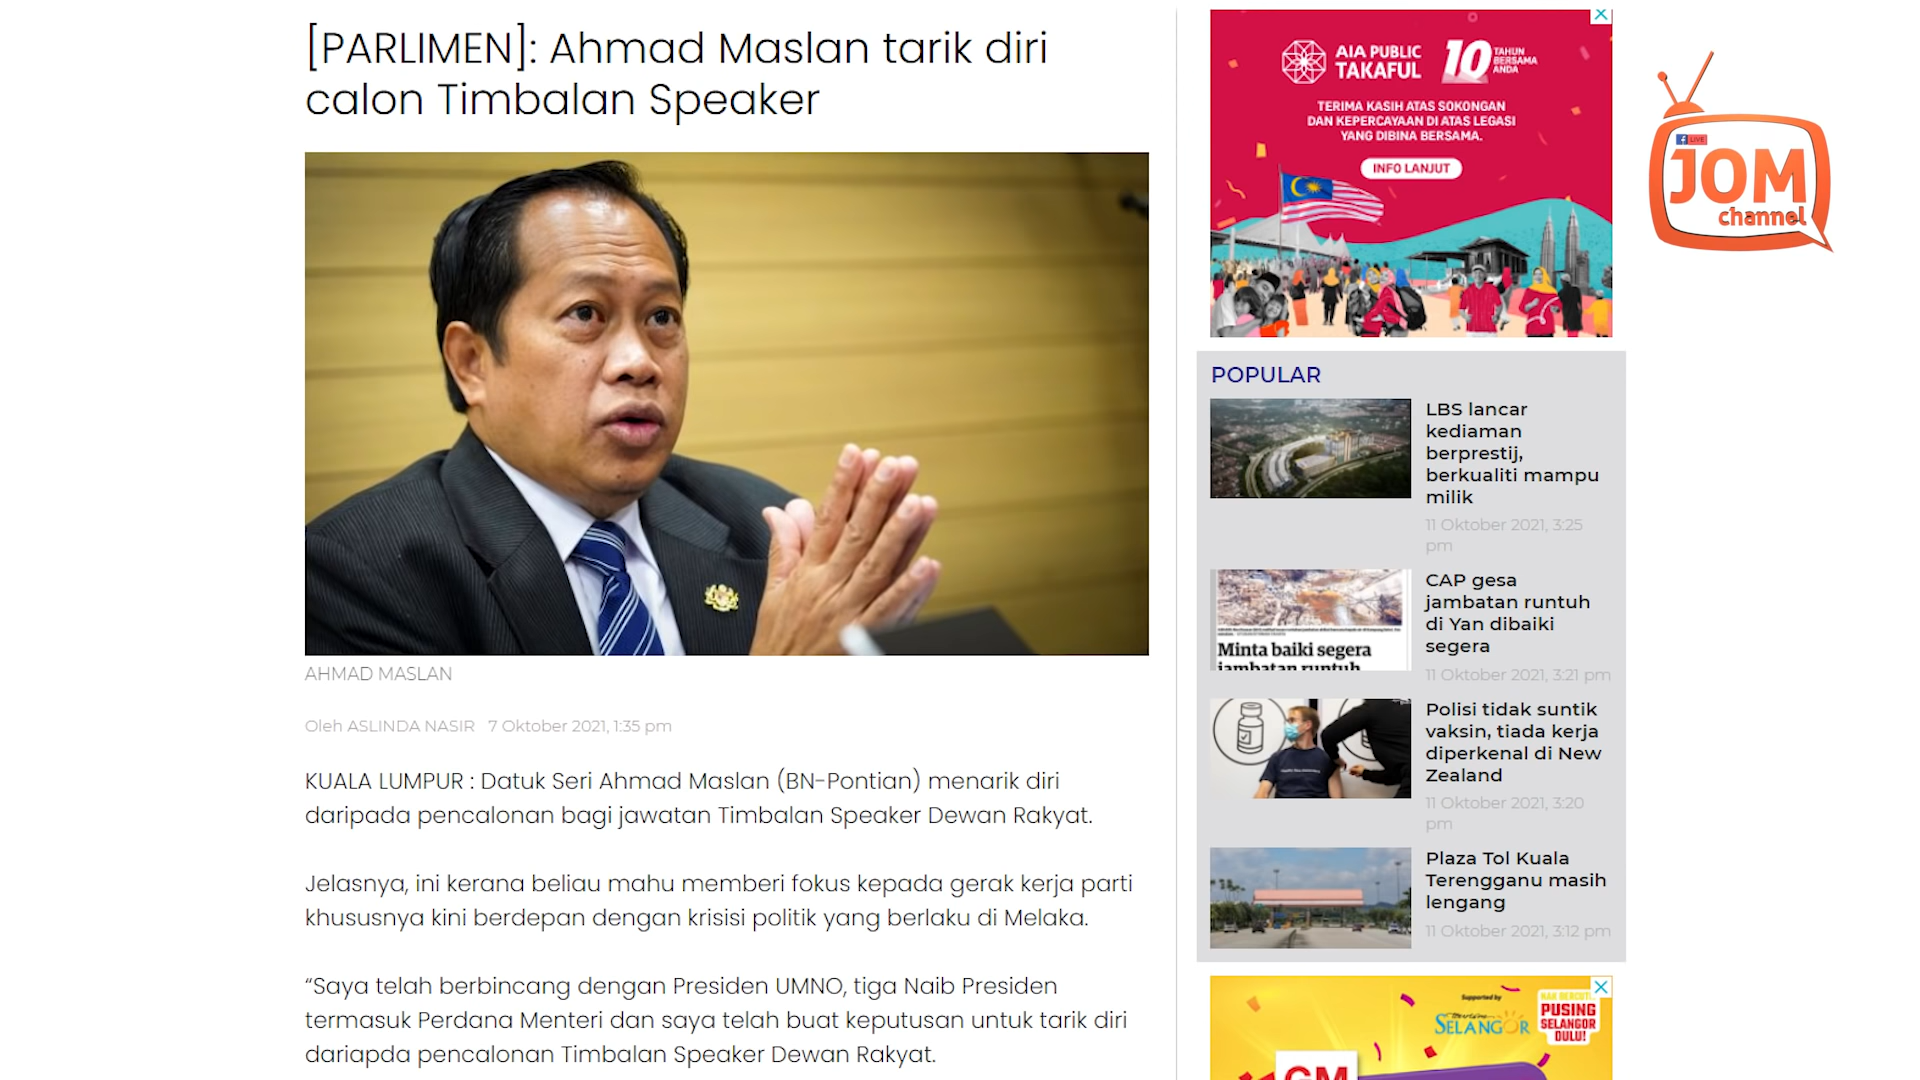 [PARLIMEN]: Ahmad Maslan tarik diri
calon Timbalan Speaker
AHMAD MASLAN
Oleh ASLINDA NASIR 7 Oktober 2021, 1:35 pm
KUALA LUMPUR : Datuk Seri Ahmad Maslan (BN-Pontian) menarik diri
daripada pencalonan bagi jawatan Timbalan Speaker Dewan Rakyat.
Jelasnya, ini kerana beliau mahu memberi fokus kepada gerak kerja parti
khususnya kini berdepan dengan krisisi politik yang berlaku di Melaka.
“Saya telah berbincang dengan Presiden UMNO, tiga Naib Presiden
termasuk Perdana Menteri dan saya telah buat keputusan untuk tarik diri
dariapda pencalonan Timbalan Speaker Dewan Rakyat.
AIA PUBLIC
TAKAFUL
10 TAHUN
BERSAMA
ANDA
TERIMA KASIH ATAS SOKONGAN
DAN KEPERCAYAAN DI ATAS LEGASI
YANG DIBINA BERSAMA.
INFO LANJUT
POPULAR
LBS lancar
kediaman
berprestij,
berkualiti mampu
milik
11 Oktober 2021, 3:25
pm
Minta baiki segera
jambatan runtuh
CAP gesa
jambatan runtuh
di Yan dibaiki
segera
11 Oktober 2021, 3:21 pm
Polisi tidak suntik
vaksin, tiada kerja
diperkenal di New
Zealand
11 Oktober 2021, 3:20
pm
Plaza Tol Kuala
Terengganu masih
lengang
11 Oktober 2021, 3:12 pm
Supported by
SELANGOR
PUSING
SELANGOR
DULU!
GM
LIVE
JOM
channel